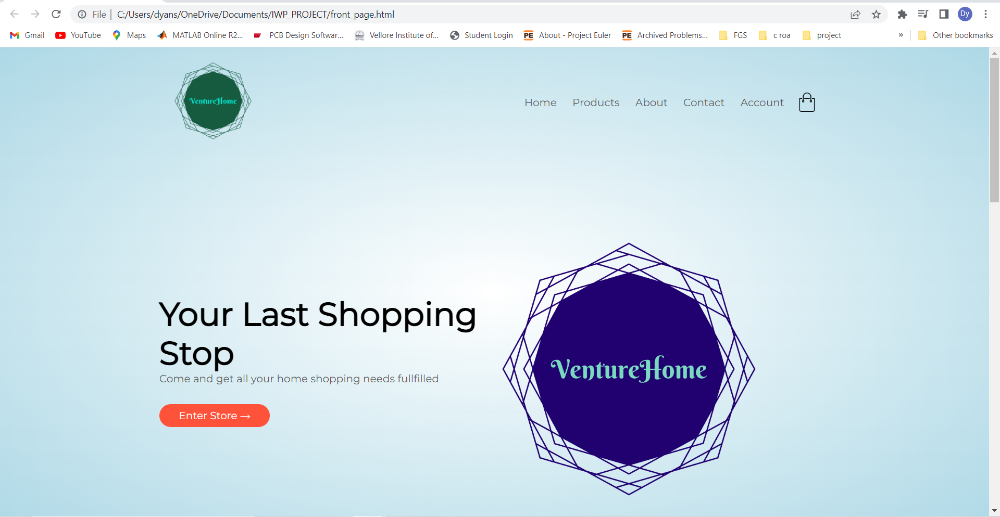 File | C:/Users/dyans/OneDrive/Documents/IWP_PROJECT/front_page.html
Dy
Gmail YouTube Maps MATLAB Online R2... PCB Design Softwar... Vellore Institute of... Student Login PE About - Project Euler PE Archived Problems... FGS c roa project » Other bookmarks
VentureHome
Home Products About Contact Account
Your Last Shopping
Stop
Come and get all your home shopping needs fullfilled
Enter Store →
VentureHome